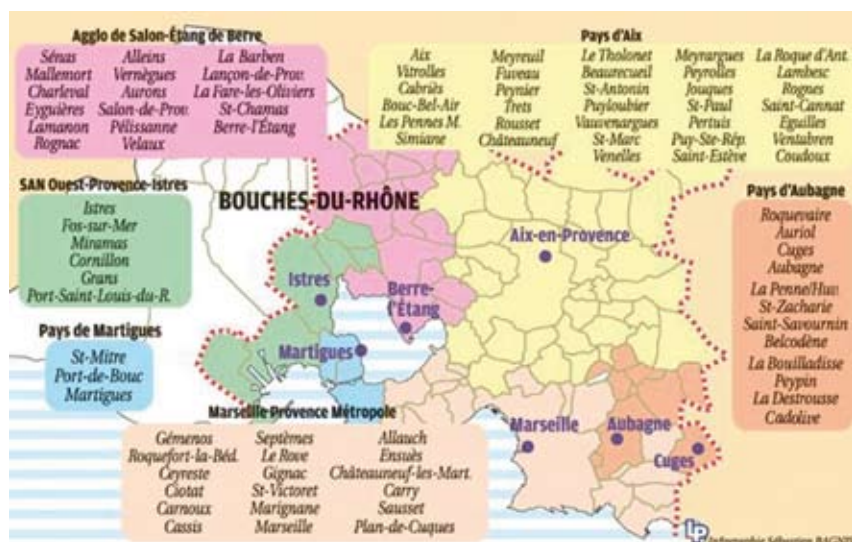 Agglo de Salon-Étang de Berre
Sénas
Mallemort
Charleval
Eyguières
Lamanon
Rognac
Alleins
Vernègues
Aurons
Salon-de-Prov.
Pélissanne
Velaux
La Barben
Lançon-de-Prov.
La Fare-les-Oliviers
St-Chamas
Berre-l'Étang
Pays d'Aix
Aix
Vitrolles
Cabriès
Bouc-Bel-Air
Les Pennes M.
Simiane
Meyreuil
Fuveau
Peynier
Trets
Rousset
Châteauneuf
Le Tholonet
Beaurecueil
St-Antonin
Puyloubier
Vauvenargues
St-Marc
Venelles
Meyrargues
Peyrolles
Jouques
St-Paul
Pertuis
Puy-Ste-Rép.
Saint-Estève
La Roque d'Ant.
Lambesc
Rognes
Saint-Cannat
Eguilles
Ventabren
Coudoux
SAN Ouest-Provence-Istres
Istres
Fos-sur-Mer
Miramas
Cornillon
Grans
Port-Saint-Louis-du-R.
BOUCHES-DU-RHÔNE
Pays d'Aubagne
Roquevaire
Auriol
Cuges
Aubagne
La Penne/Huv.
St-Zacharie
Saint-Savournin
Belcodène
La Bouilladisse
Peypin
La Destrousse
Cadolive
Aix-en-Provence
Istres
Berre-
l'Étang
Martigues
Pays de Martigues
St-Mitre
Port-de-Bouc
Martigues
Marseille Provence Métropole
Gémenos
Roquefort-la-Béd.
Ceyreste
Ciotat
Carnoux
Cassis
Septèmes
Le Rove
Gignac
St-Victoret
Marignane
Marseille
Allauch
Ensuès
Châteauneuf-les-Mart.
Carry
Sausset
Plan-de-Cuques
Marseille
Aubagne
Cuges
LP
Infographie Sébastien